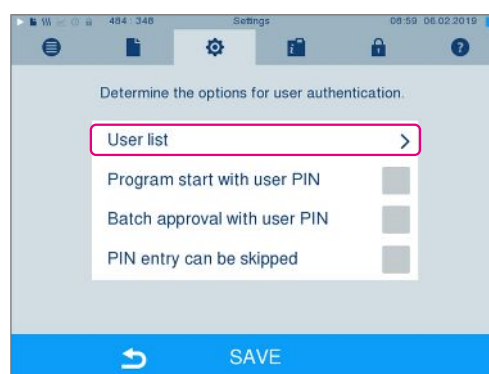 484 : 346 Settings 08:59 06.02.2019
Determine the options for user authentication.
User list
Program start with user PIN
Batch approval with user PIN
PIN entry can be skipped
SAVE